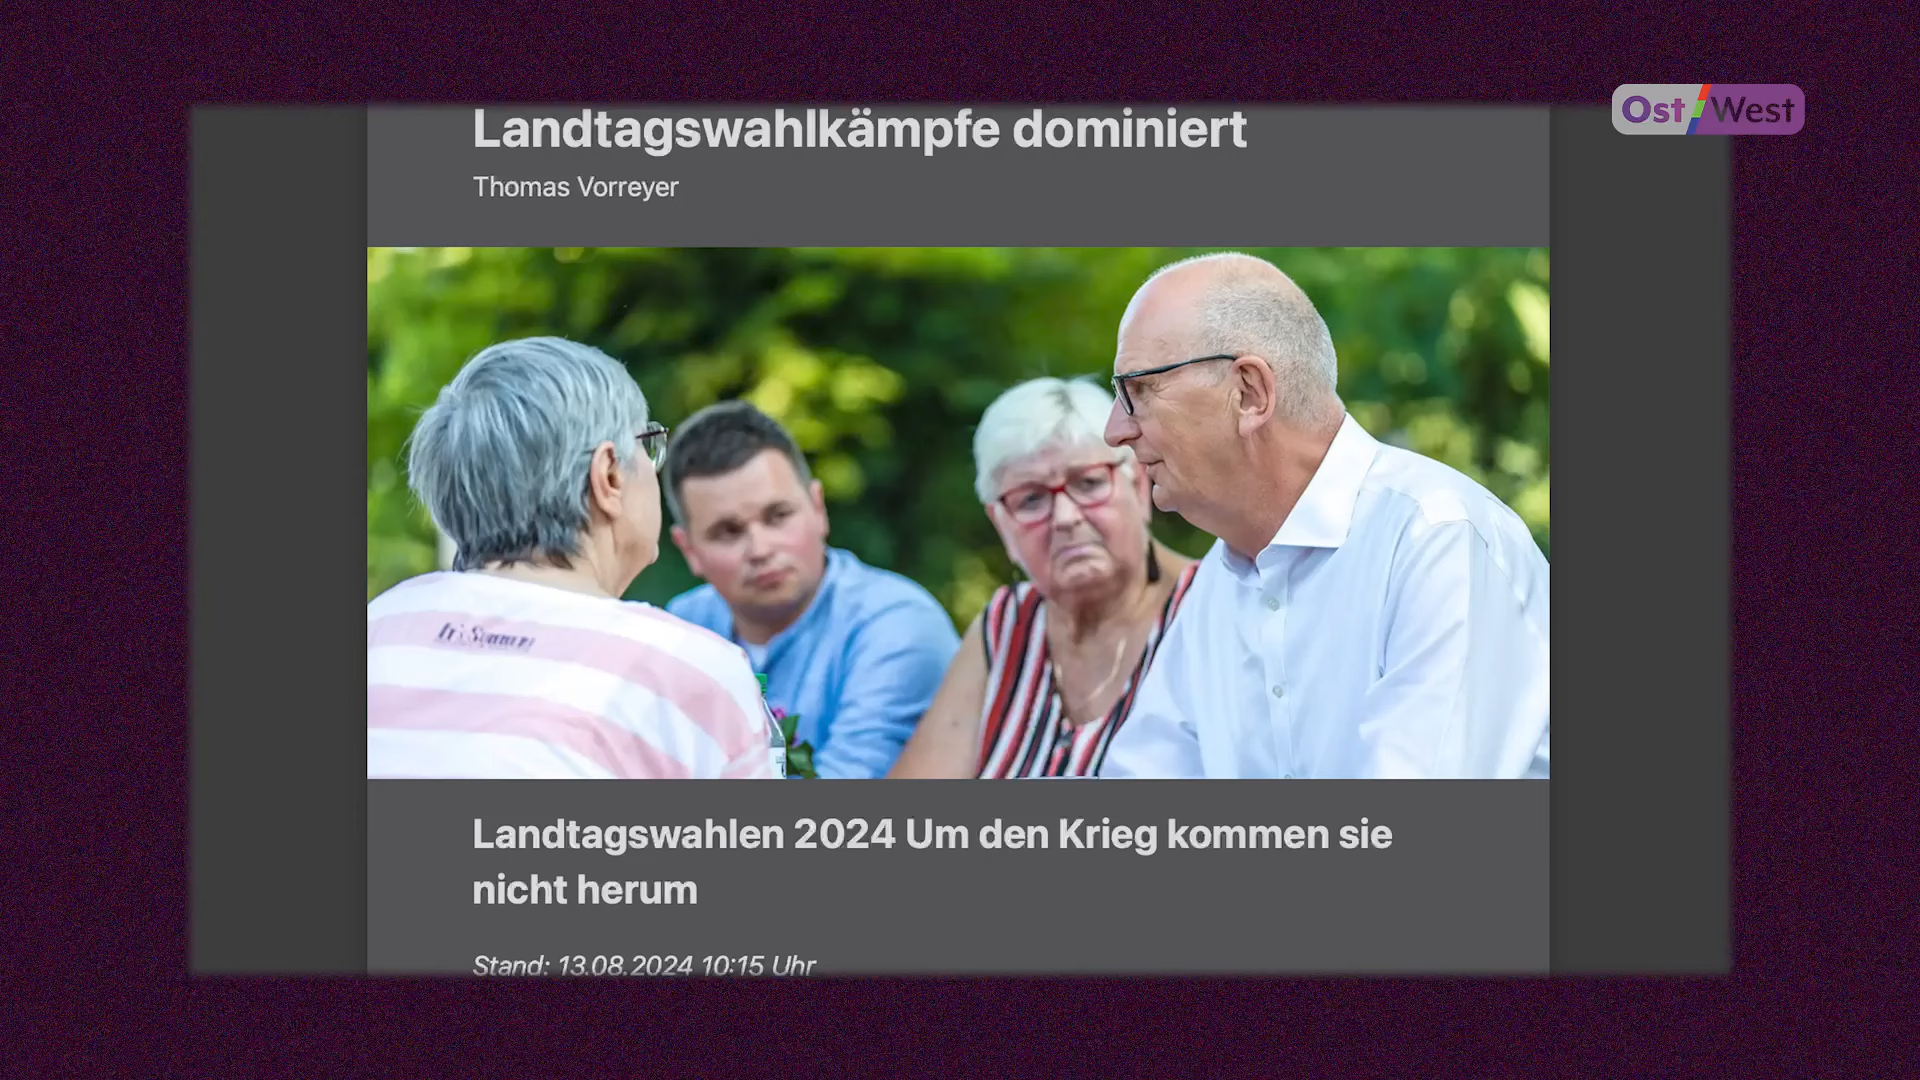 Landtagswahlkämpfe dominiert
Ost/West
Thomas Vorreyer
Landtagswahlen 2024 Um den Krieg kommen sie
nicht herum
Stand: 13.08.2024 10:15 Uhr